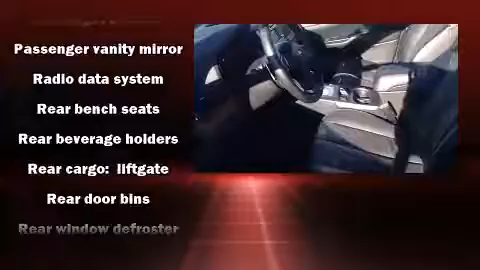 Passenger vanity mirror
Radio data system
Rear bench seats
Rear beverage holders
Rear cargo: liftgate
Rear door bins
Rear window defroster